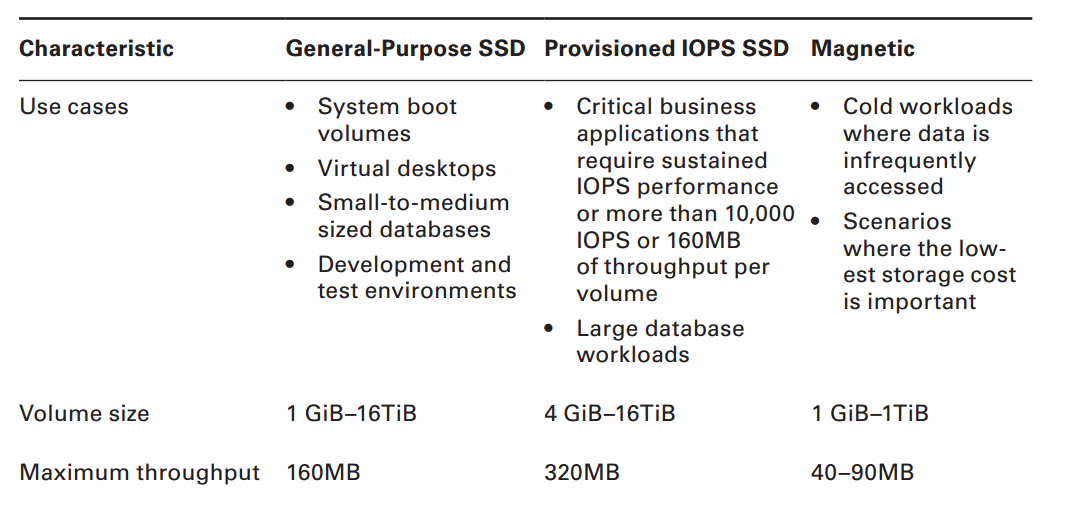 Characteristic General-Purpose SSD Provisioned IOPS SSD Magnetic
Use cases
• System boot
volumes
• Virtual desktops
• Small-to-medium
sized databases
• Development and
test environments
• Critical business
applications that
require sustained
IOPS performance
or more than 10,000
IOPS or 160MB
of throughput per
volume
• Large database
workloads
• Cold workloads
where data is
infrequently
accessed
• Scenarios
where the low-
est storage cost
is important
Volume size 1 GiB–16TiB 4 GiB–16TiB 1 GiB–1TiB
Maximum throughput 160MB 320MB 40–90MB